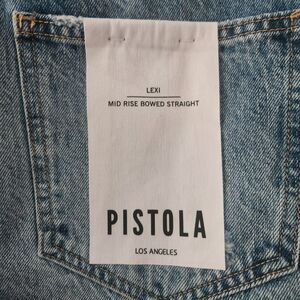 LEXI
MID RISE BOWED STRAIGHT
PISTOLA
LOS ANGELES